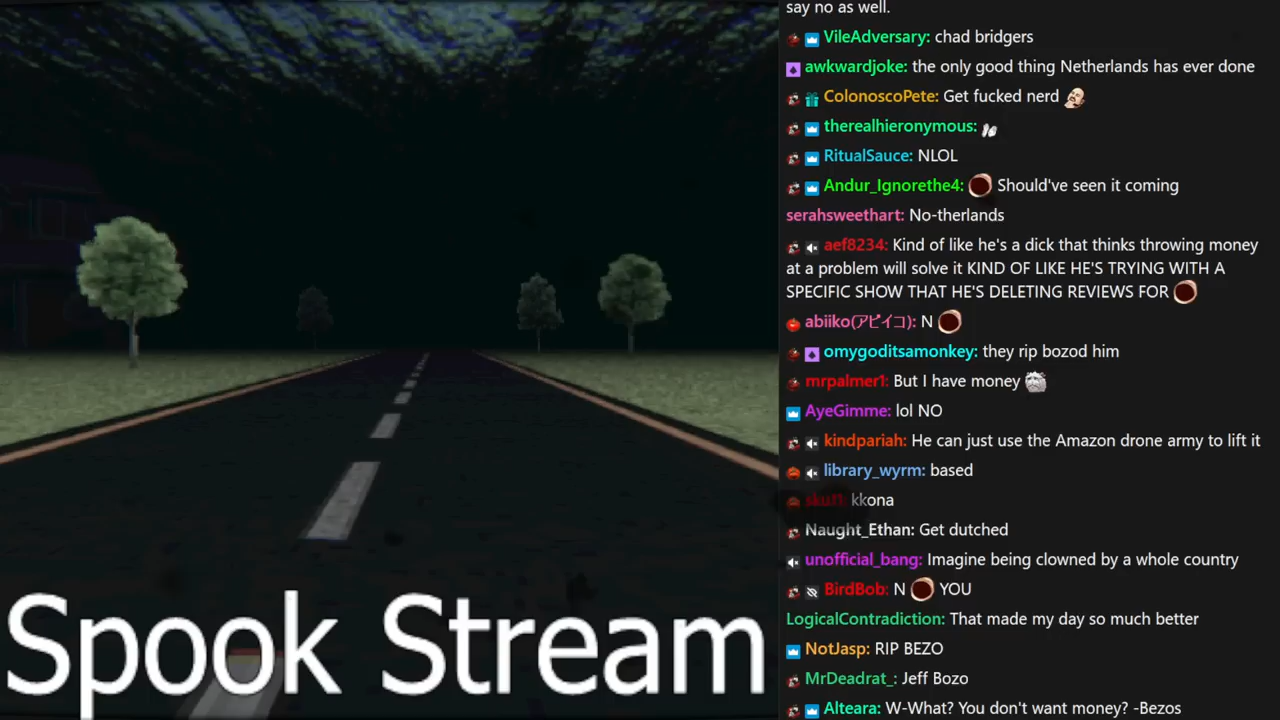 say no as well.
VileAdversary: chad bridgers
awkwardjoke: the only good thing Netherlands has ever done
ColonoscoPete: Get fucked nerd
therealhieronymous:
RitualSauce: NLOL
Andur_Ignorethe4: Should've seen it coming
serahsweethart: No-therlands
aef8234: Kind of like he's a dick that thinks throwing money
at a problem will solve it KIND OF LIKE HE'S TRYING WITH A
SPECIFIC SHOW THAT HE'S DELETING REVIEWS FOR
abiiko(アピイコ): N
omygoditsamonkey: they rip bozod him
mrpalmer1: But I have money
AyeGimme: lol NO
kindpariah: He can just use the Amazon drone army to lift it
library_wyrm: based
kkona
Naught_Ethan: Get dutched
unofficial_bang: Imagine being clowned by a whole country
BirdBob: N YOU
LogicalContradiction: That made my day so much better
NotJasp: RIP BEZO
MrDeadrat_: Jeff Bozo
Alteara: W-What? You don't want money? -Bezos
Spook Stream